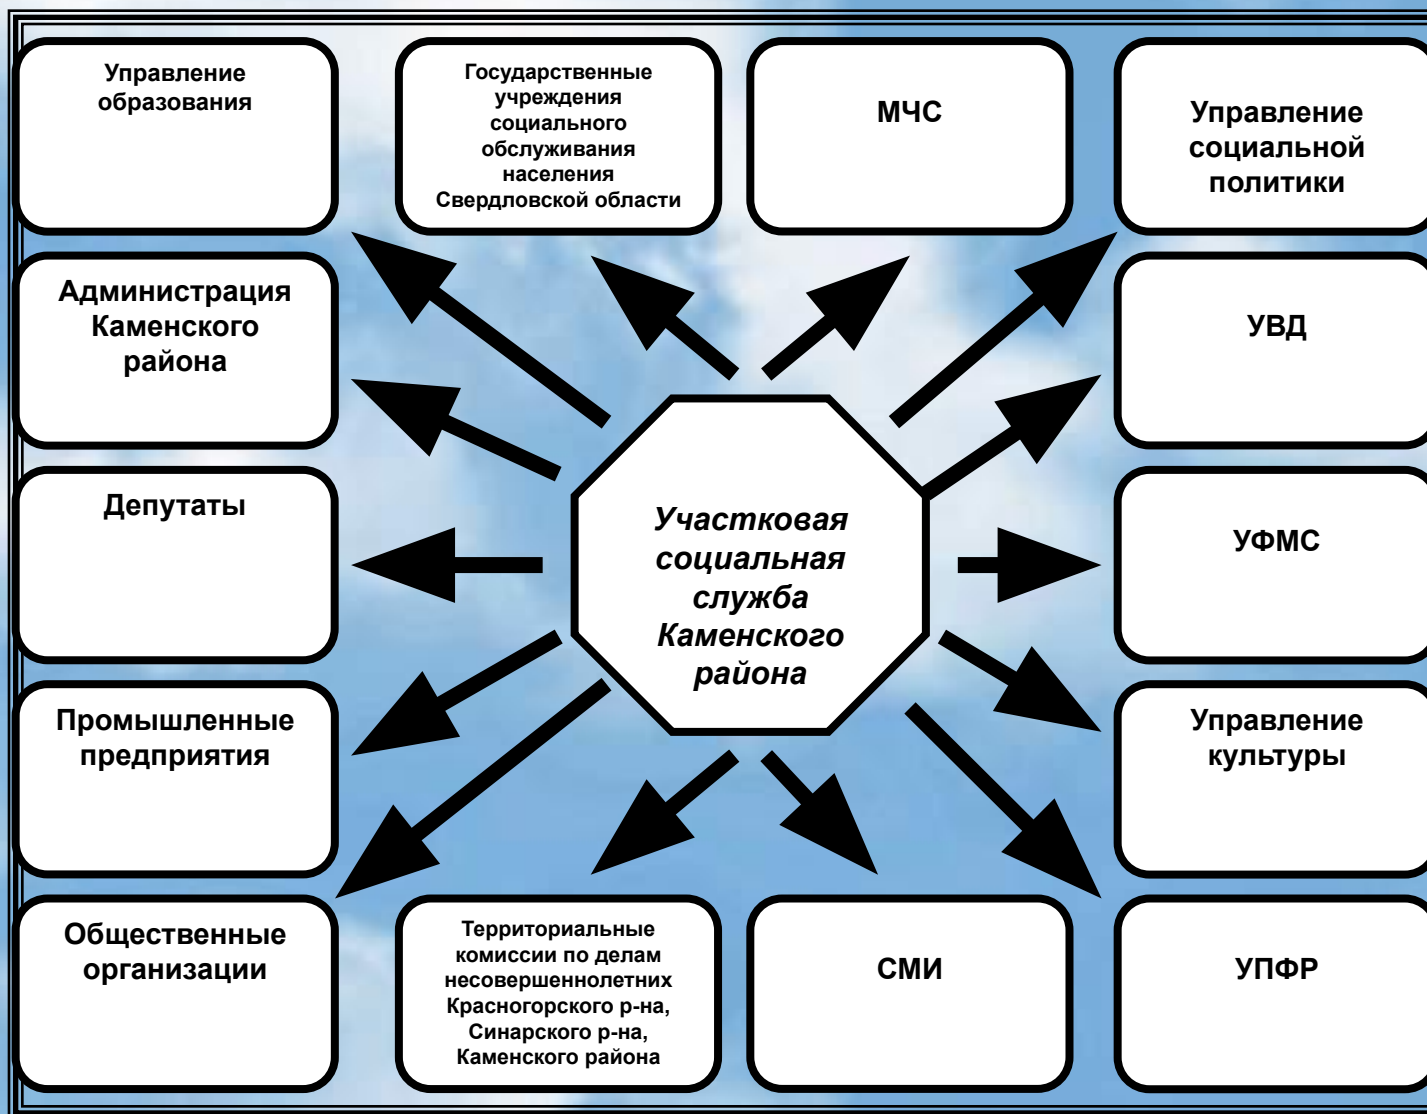 Управление
образования
Государственные
учреждения
социального
обслуживания
населения
Свердловской области
МЧС
Управление
социальной
политики
Администрация
Каменского
района
УВД
Депутаты
Участковая
социальная
служба
Каменского
района
УФМС
Промышленные
предприятия
Управление
культуры
Общественные
организации
Территориальные
комиссии по делам
несовершеннолетних
Красногорского р-на,
Синарского р-на,
Каменского района
СМИ
УПФР